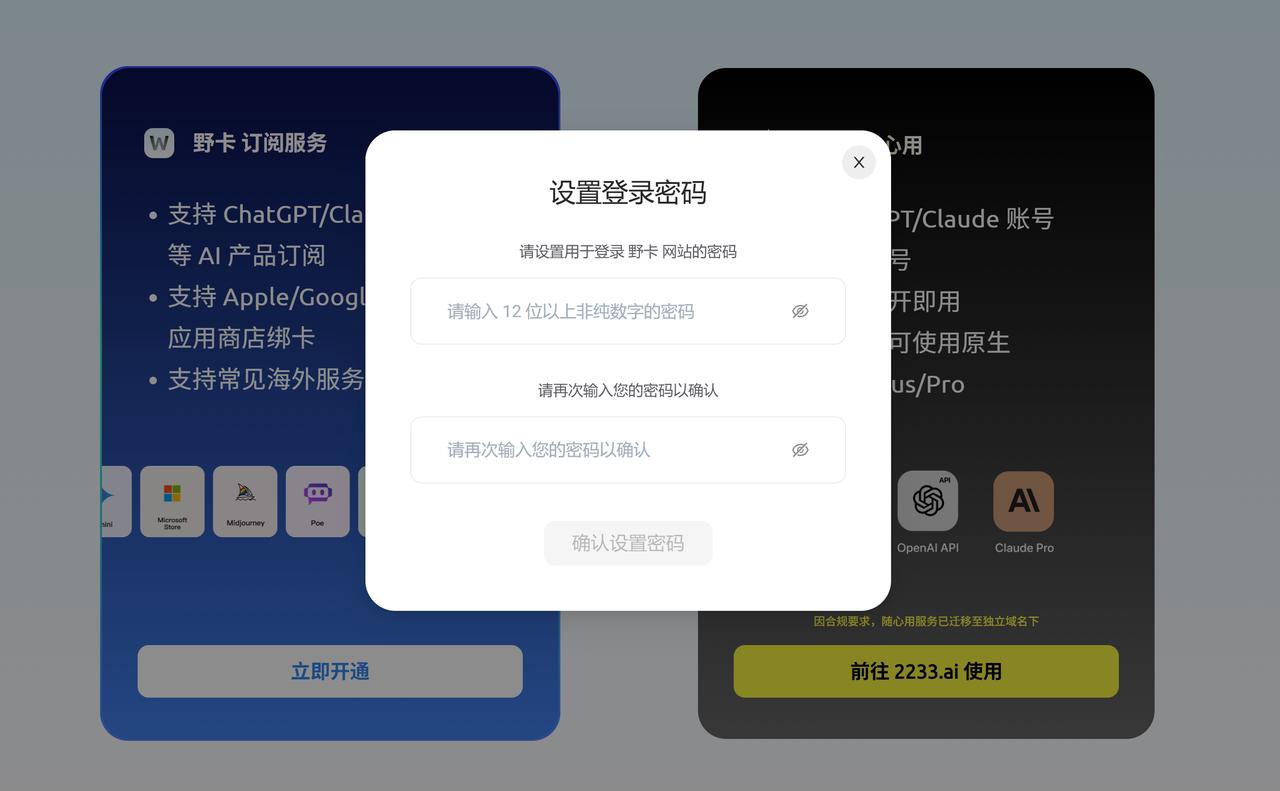 W 野卡 订阅服务
支持 ChatGPT/Cla
等 AI 产品订阅
支持 Apple/Googl
应用商店绑卡
支持常见海外服务
Microsoft
Store
Midjourney
Poe
立即开通
设置登录密码
请设置用于登录 野卡 网站的密码
请输入 12 位以上非纯数字的密码
请再次输入您的密码以确认
请再次输入您的密码以确认
确认设置密码
心用
PT/Claude 账号
号
开即用
可使用原生
us/Pro
API
OpenAI API
Claude Pro
因合规要求，随心用服务已迁移至独立域名下
前往 2233.ai 使用